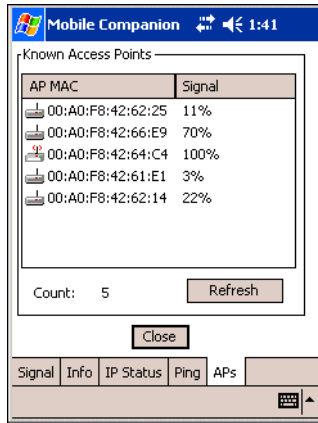 Mobile Companion 1:41
Known Access Points
AP MAC Signal
00:A0:F8:42:62:25 11%
00:A0:F8:42:66:E9 70%
00:A0:F8:42:64:C4 100%
00:A0:F8:42:61:E1 3%
00:A0:F8:42:62:14 22%
Count: 5 Refresh
Close
Signal Info IP Status Ping APs